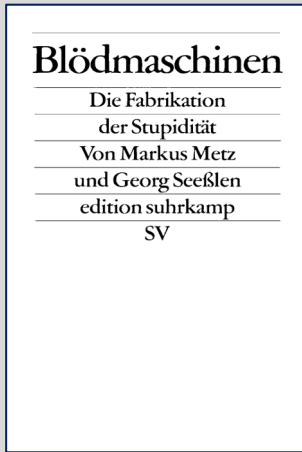 Blödmaschinen
Die Fabrikation
der Stupidität
Von Markus Metz
und Georg Seeßlen
edition suhrkamp
SV